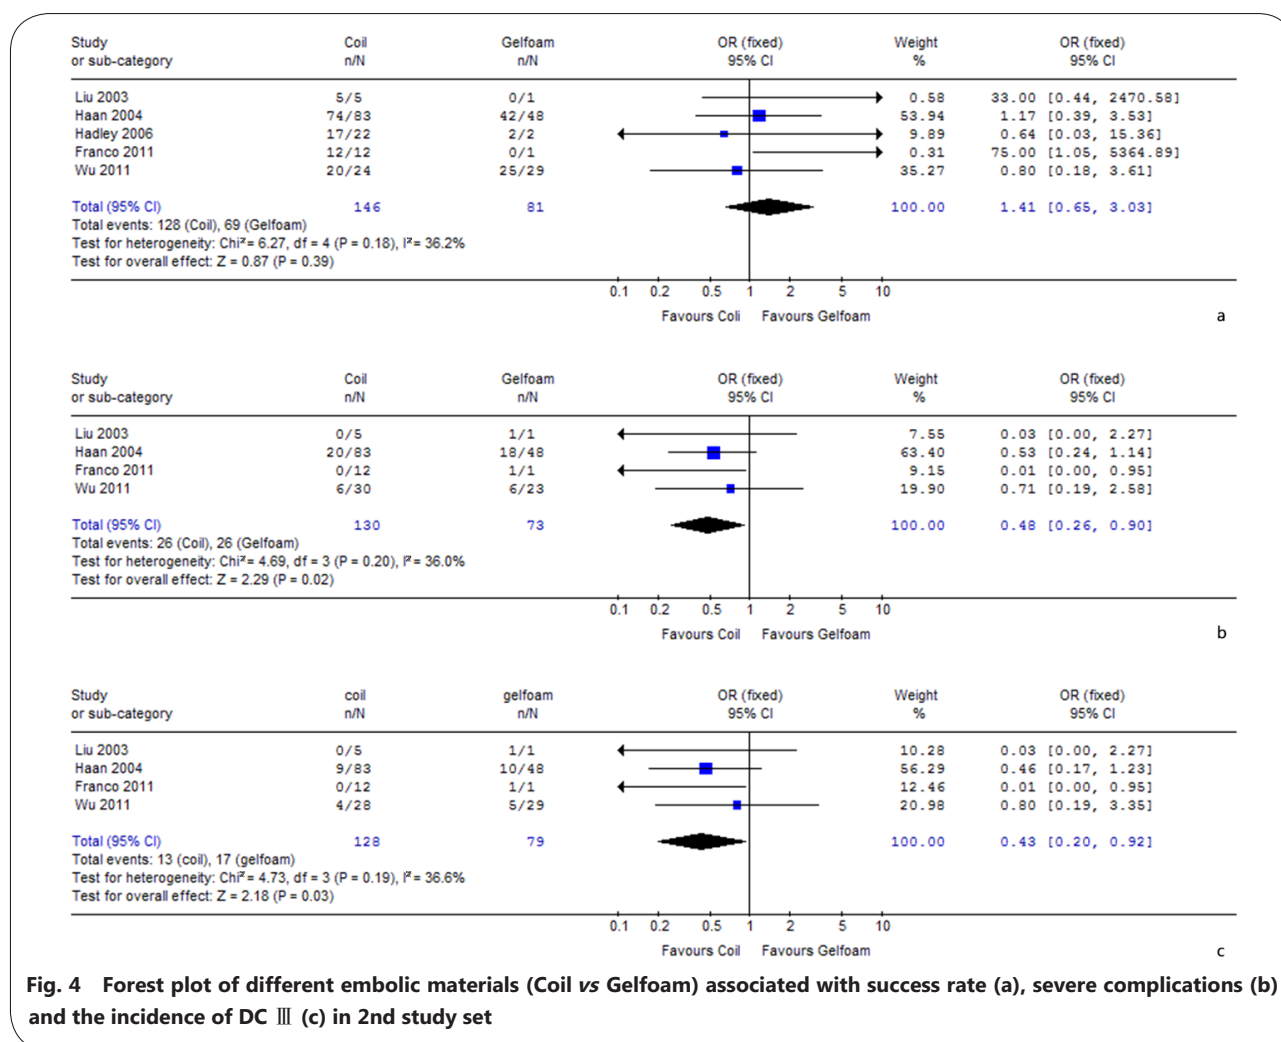 Study Coil Gelfoam OR (fixed) Weight OR (fixed)
or sub-category n/N n/N 95% CI % 95% CI
Liu 2003 5/5 0/1 0.58 33.00 [0.44, 2470.58]
Haan 2004 74/83 42/48 53.94 1.17 [0.39, 3.53]
Hadley 2006 17/22 2/2 9.89 0.64 [0.03, 15.36]
Franco 2011 12/12 0/1 0.31 75.00 [1.05, 5364.89]
Wu 2011 20/24 25/29 35.27 0.80 [0.18, 3.61]
Total (95% CI) 146 81 100.00 1.41 [0.65, 3.03]
Total events: 128 (Coil), 69 (Gelfoam)
Test for heterogeneity: Chi² = 6.27, df = 4 (P = 0.18), I² = 36.2%
Test for overall effect: Z = 0.87 (P = 0.39)
0.1 0.2 0.5 1 2 5 10
Favours Coli Favours Gelfoam a
Study Coil Gelfoam OR (fixed) Weight OR (fixed)
or sub-category n/N n/N 95% CI % 95% CI
Liu 2003 0/5 1/1 7.55 0.03 [0.00, 2.27]
Haan 2004 20/83 18/48 63.40 0.53 [0.24, 1.14]
Franco 2011 0/12 1/1 9.15 0.01 [0.00, 0.95]
Wu 2011 6/30 6/23 19.90 0.71 [0.19, 2.58]
Total (95% CI) 130 73 100.00 0.48 [0.26, 0.90]
Total events: 26 (Coil), 26 (Gelfoam)
Test for heterogeneity: Chi² = 4.69, df = 3 (P = 0.20), I² = 36.0%
Test for overall effect: Z = 2.29 (P = 0.02)
0.1 0.2 0.5 1 2 5 10
Favours Coil Favours Gelfoam b
Study coil gelfoam OR (fixed) Weight OR (fixed)
or sub-category n/N n/N 95% CI % 95% CI
Liu 2003 0/5 1/1 10.28 0.03 [0.00, 2.27]
Haan 2004 9/83 10/48 56.29 0.46 [0.17, 1.23]
Franco 2011 0/12 1/1 12.46 0.01 [0.00, 0.95]
Wu 2011 4/28 5/29 20.98 0.80 [0.19, 3.35]
Total (95% CI) 128 79 100.00 0.43 [0.20, 0.92]
Total events: 13 (coil), 17 (gelfoam)
Test for heterogeneity: Chi² = 4.73, df = 3 (P = 0.19), I² = 36.6%
Test for overall effect: Z = 2.18 (P = 0.03)
0.1 0.2 0.5 1 2 5 10
Favours Coil Favours Gelfoam c
Fig. 4 Forest plot of different embolic materials (Coil vs Gelfoam) associated with success rate (a), severe complications (b)
and the incidence of DC Ⅲ (c) in 2nd study set